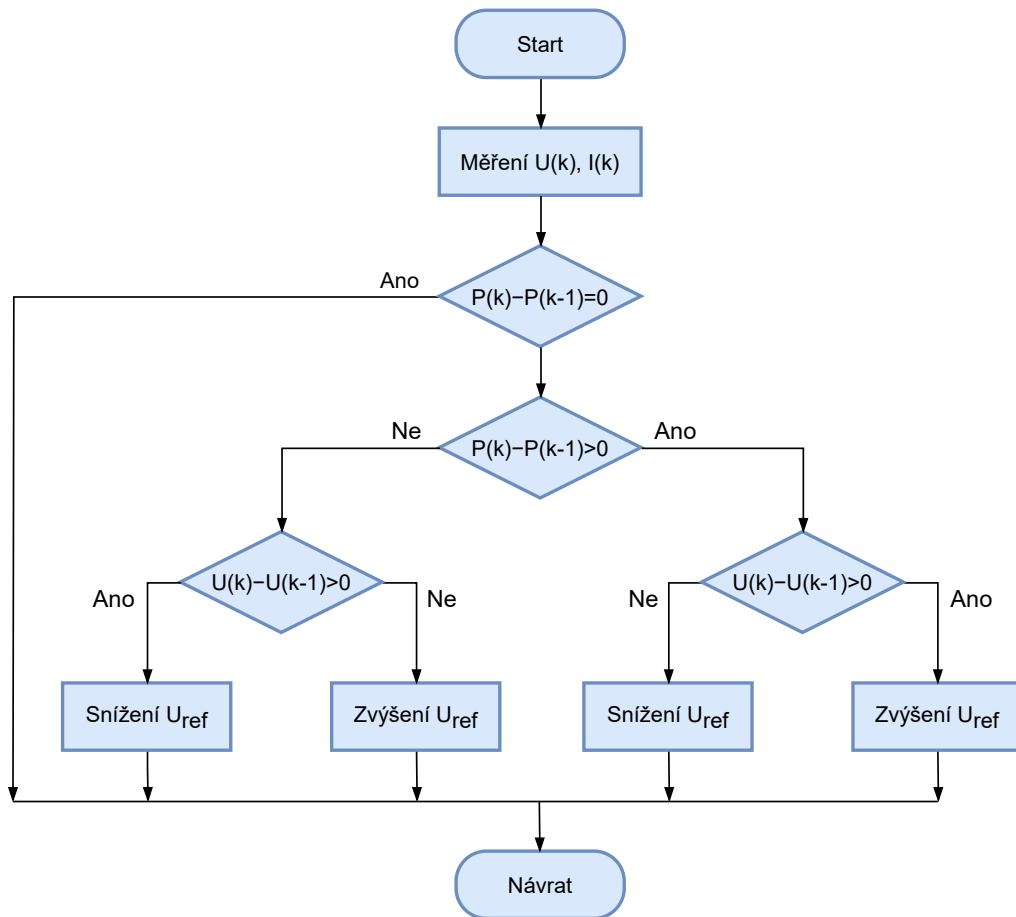 Start
Měření U(k), I(k)
Ano
P(k)−P(k-1)=0
Ne
P(k)−P(k-1)>0
Ano
Ano
U(k)−U(k-1)>0
Ne
Ne
U(k)−U(k-1)>0
Ano
Snížení Uref
Zvýšení Uref
Snížení Uref
Zvýšení Uref
Návrat